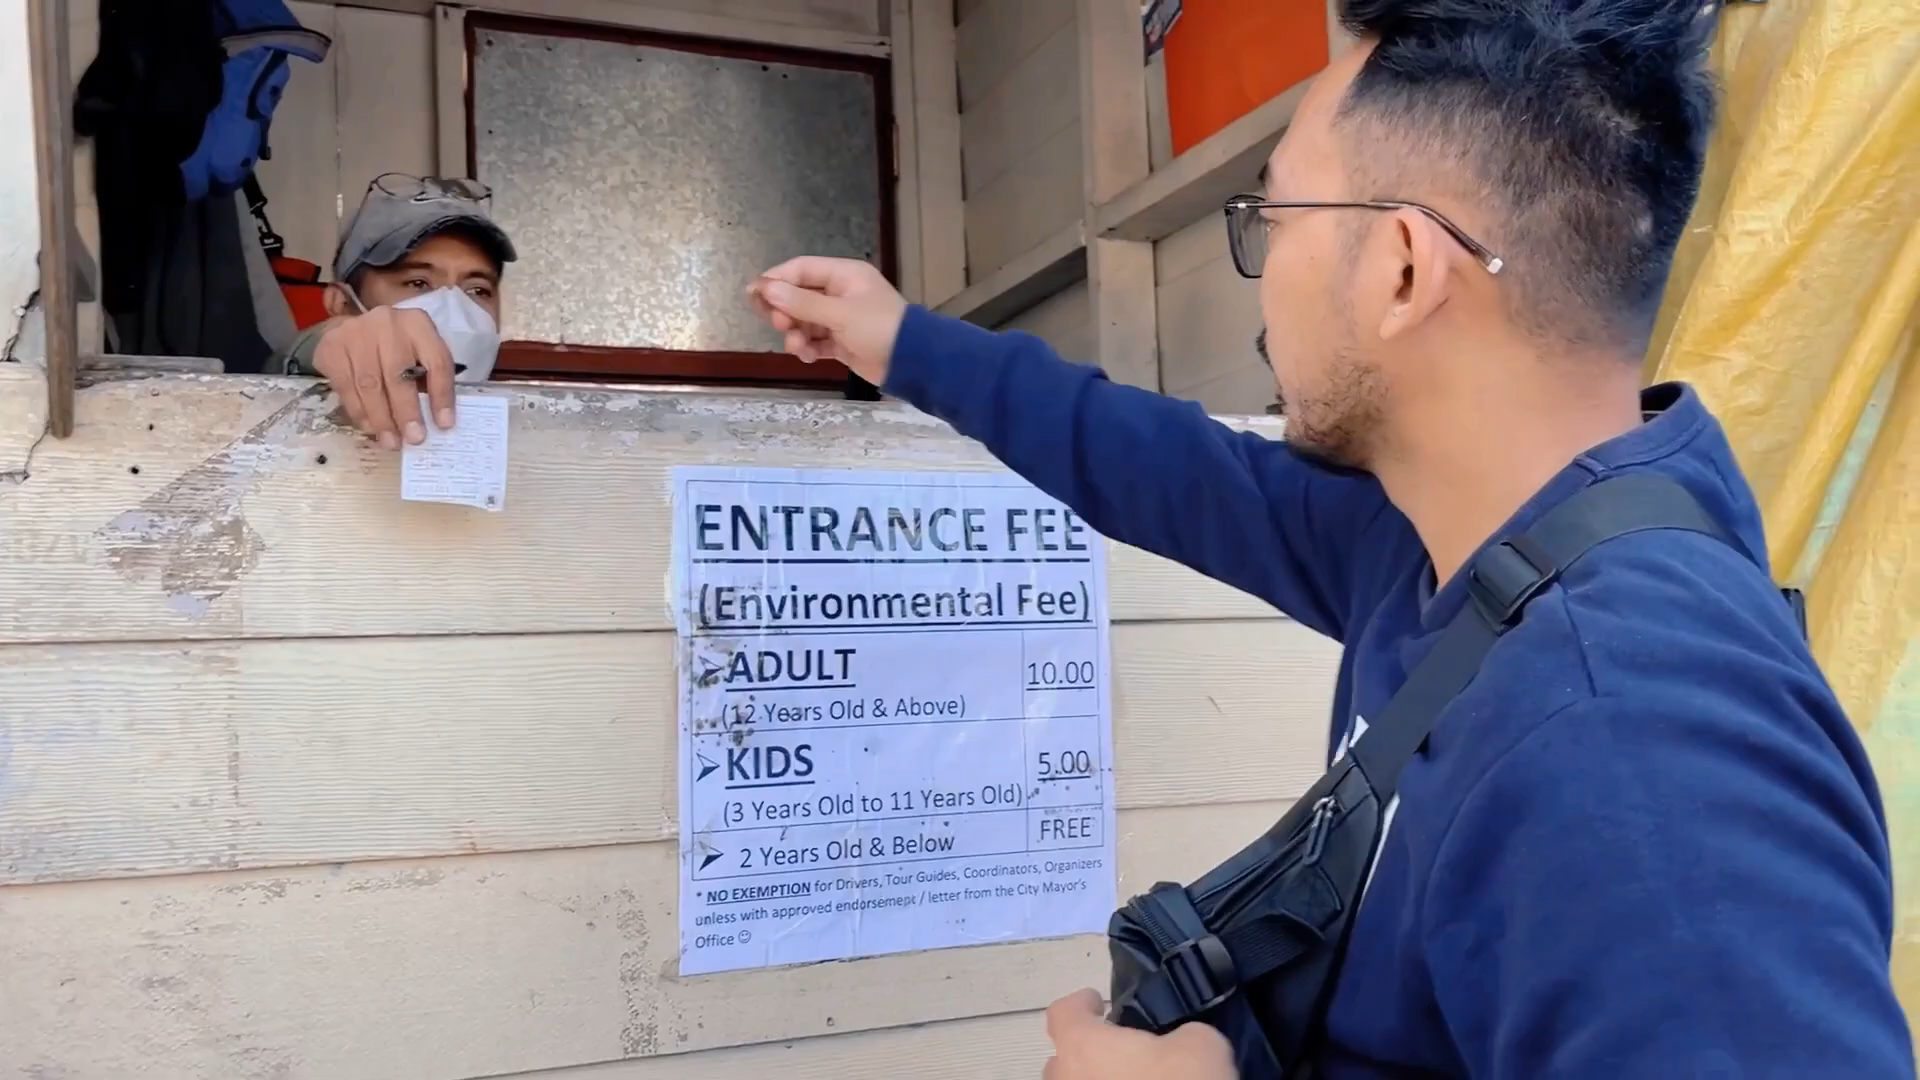 ENTRANCE FEE
(Environmental Fee)
➢ ADULT 10.00
(12 Years Old & Above)
➢ KIDS 5.00
(3 Years Old to 11 Years Old)
➢ 2 Years Old & Below FREE
* NO EXEMPTION for Drivers, Tour Guides, Coordinators, Organizers
unless with approved endorsement / letter from the City Mayor's
Office ☺